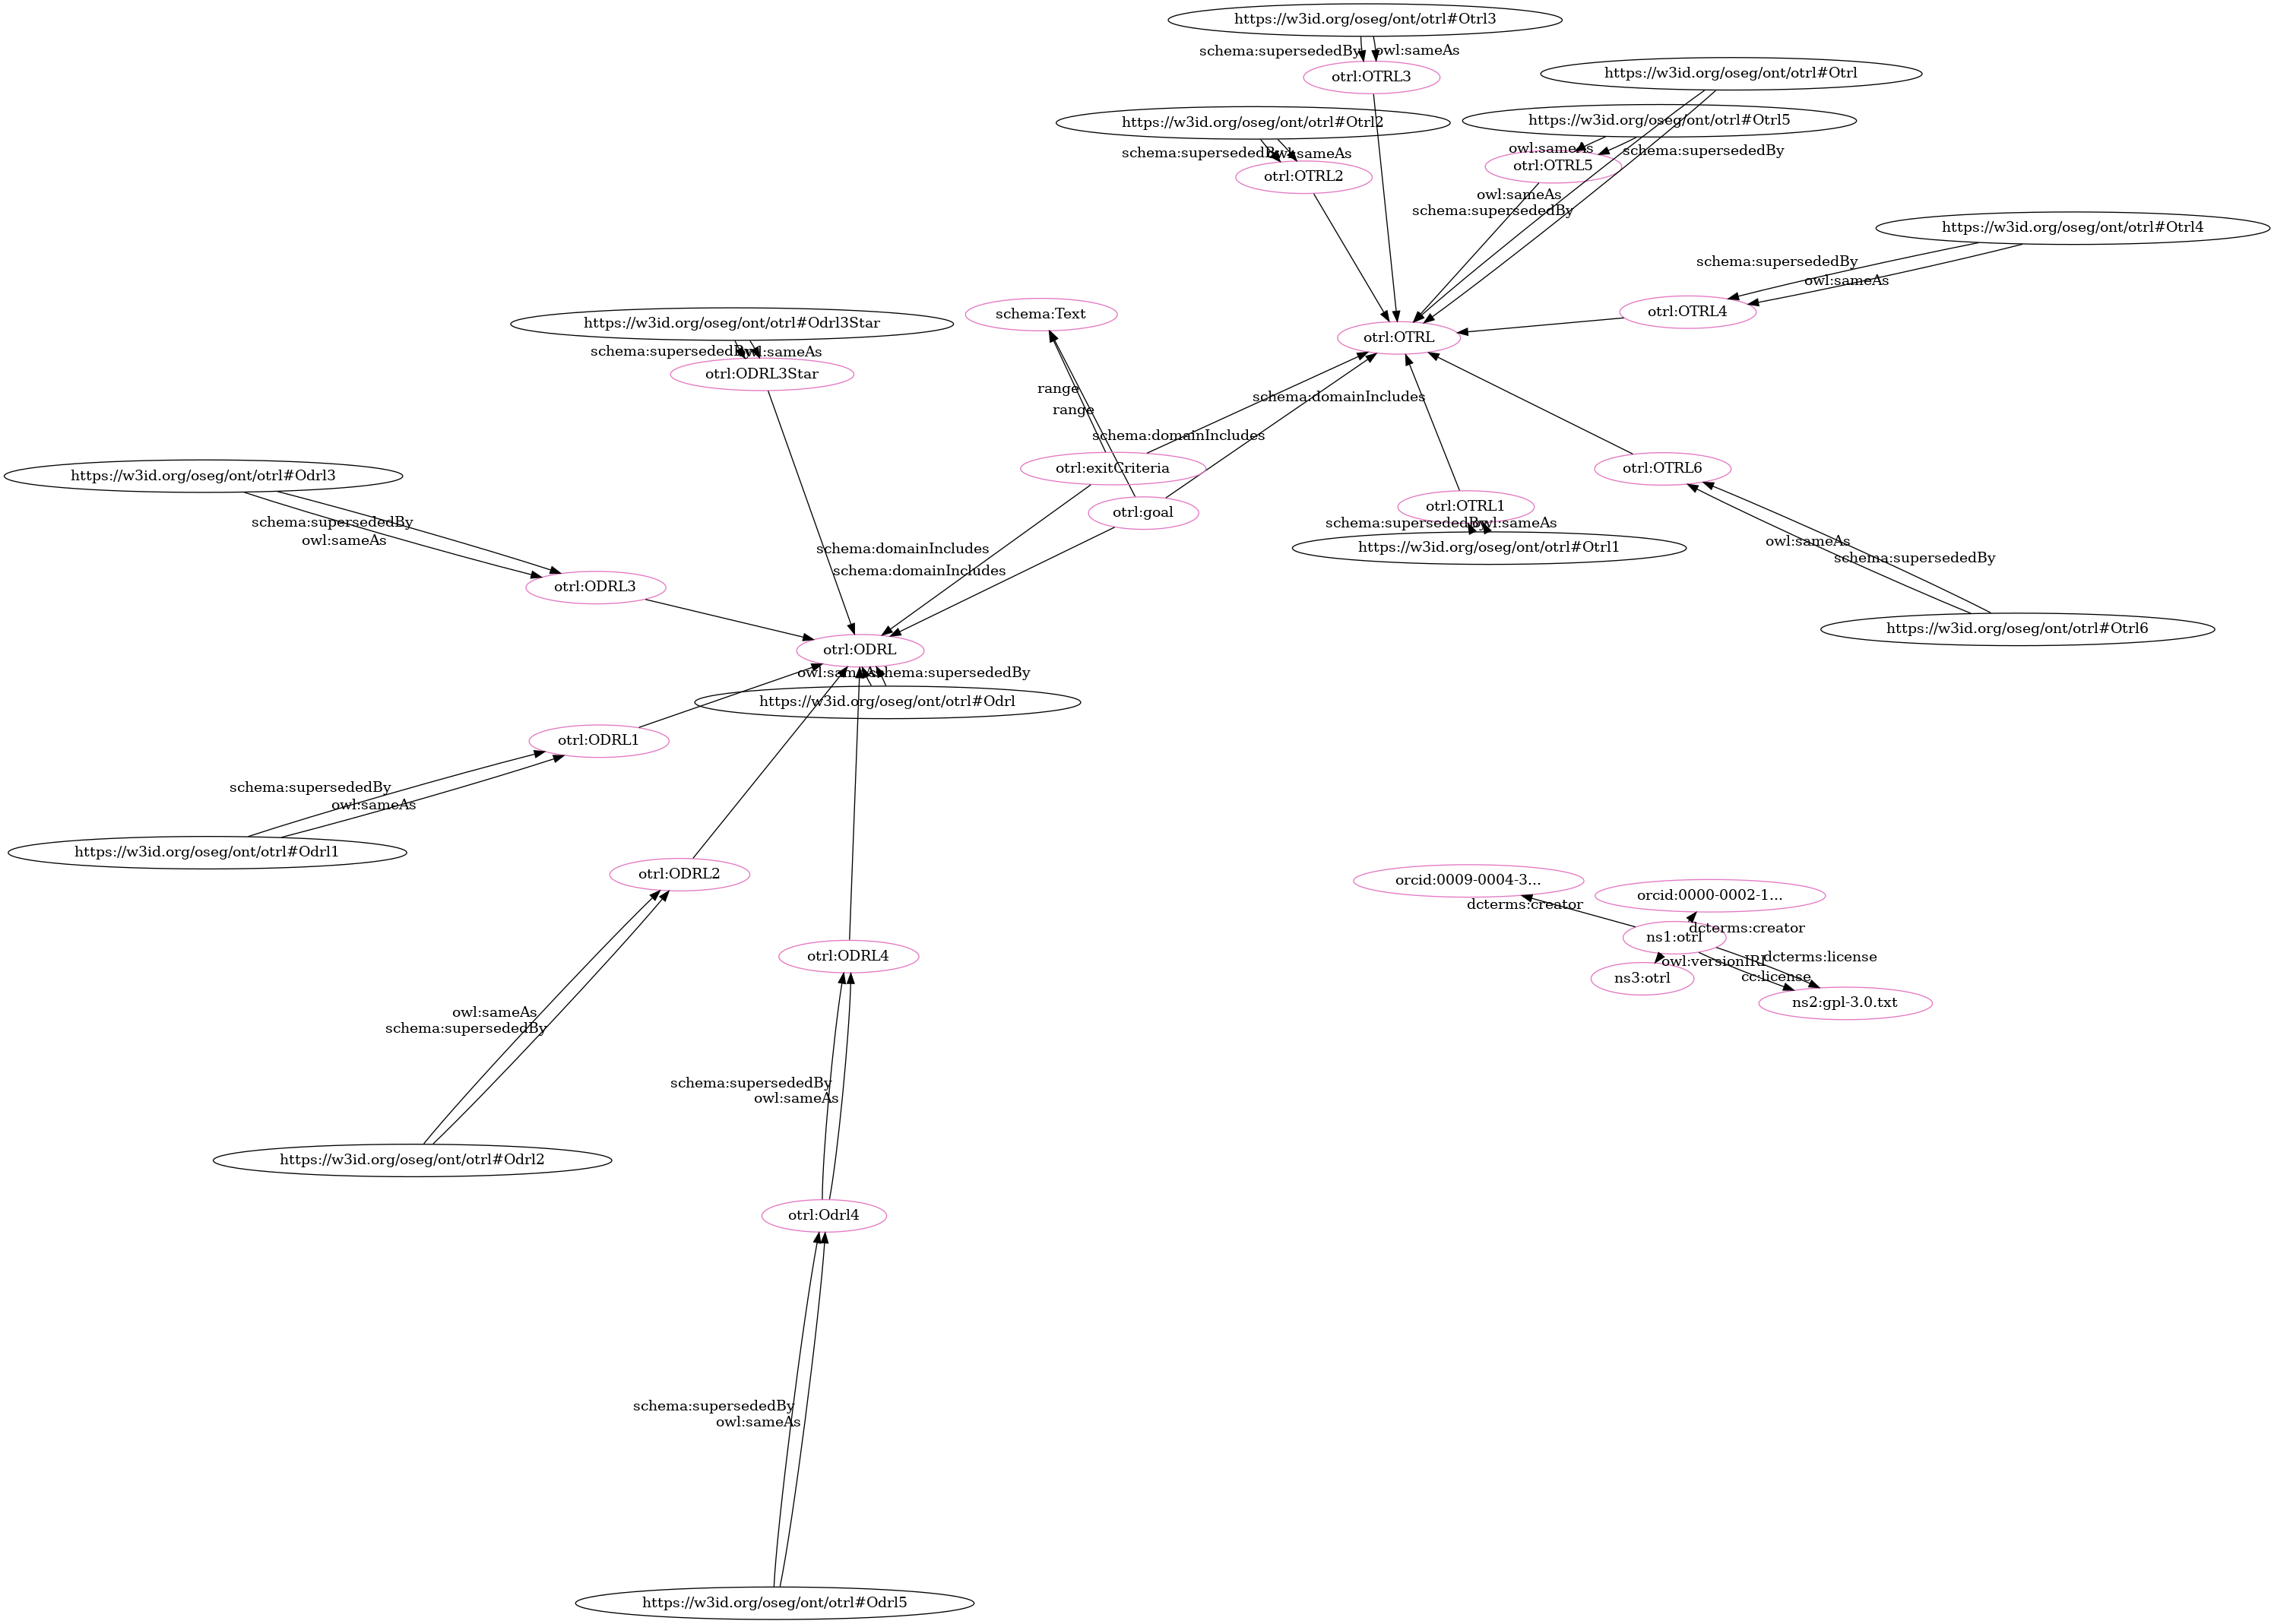 https://w3id.org/oseg/ont/otrl#Otrl3
schema:supersededBy
owl:sameAs
otrl:OTRL3
https://w3id.org/oseg/ont/otrl#Otrl
https://w3id.org/oseg/ont/otrl#Otrl2
https://w3id.org/oseg/ont/otrl#Otrl5
schema:supersededBy
owl:sameAs
owl:sameAs
schema:supersededBy
otrl:OTRL2
otrl:OTRL5
owl:sameAs
schema:supersededBy
https://w3id.org/oseg/ont/otrl#Otrl4
schema:supersededBy
owl:sameAs
otrl:OTRL4
schema:Text
https://w3id.org/oseg/ont/otrl#Odrl3Star
otrl:OTRL
schema:supersededBy
owl:sameAs
otrl:ODRL3Star
range
schema:domainIncludes
range
schema:domainIncludes
otrl:exitCriteria
otrl:OTRL6
https://w3id.org/oseg/ont/otrl#Odrl3
otrl:goal
otrl:OTRL1
schema:supersededBy
owl:sameAs
schema:supersededBy
owl:sameAs
https://w3id.org/oseg/ont/otrl#Otrl1
owl:sameAs
schema:supersededBy
schema:domainIncludes
schema:domainIncludes
otrl:ODRL3
https://w3id.org/oseg/ont/otrl#Otrl6
otrl:ODRL
owl:sameAs
schema:supersededBy
https://w3id.org/oseg/ont/otrl#Odrl
otrl:ODRL1
schema:supersededBy
owl:sameAs
https://w3id.org/oseg/ont/otrl#Odrl1
otrl:ODRL2
orcid:0009-0004-3...
orcid:0000-0002-1...
dcterms:creator
dcterms:creator
ns1:otrl
otrl:ODRL4
dcterms:license
owl:versionIRI
cc:license
ns3:otrl
ns2:gpl-3.0.txt
owl:sameAs
schema:supersededBy
schema:supersededBy
owl:sameAs
https://w3id.org/oseg/ont/otrl#Odrl2
otrl:Odrl4
schema:supersededBy
owl:sameAs
https://w3id.org/oseg/ont/otrl#Odrl5